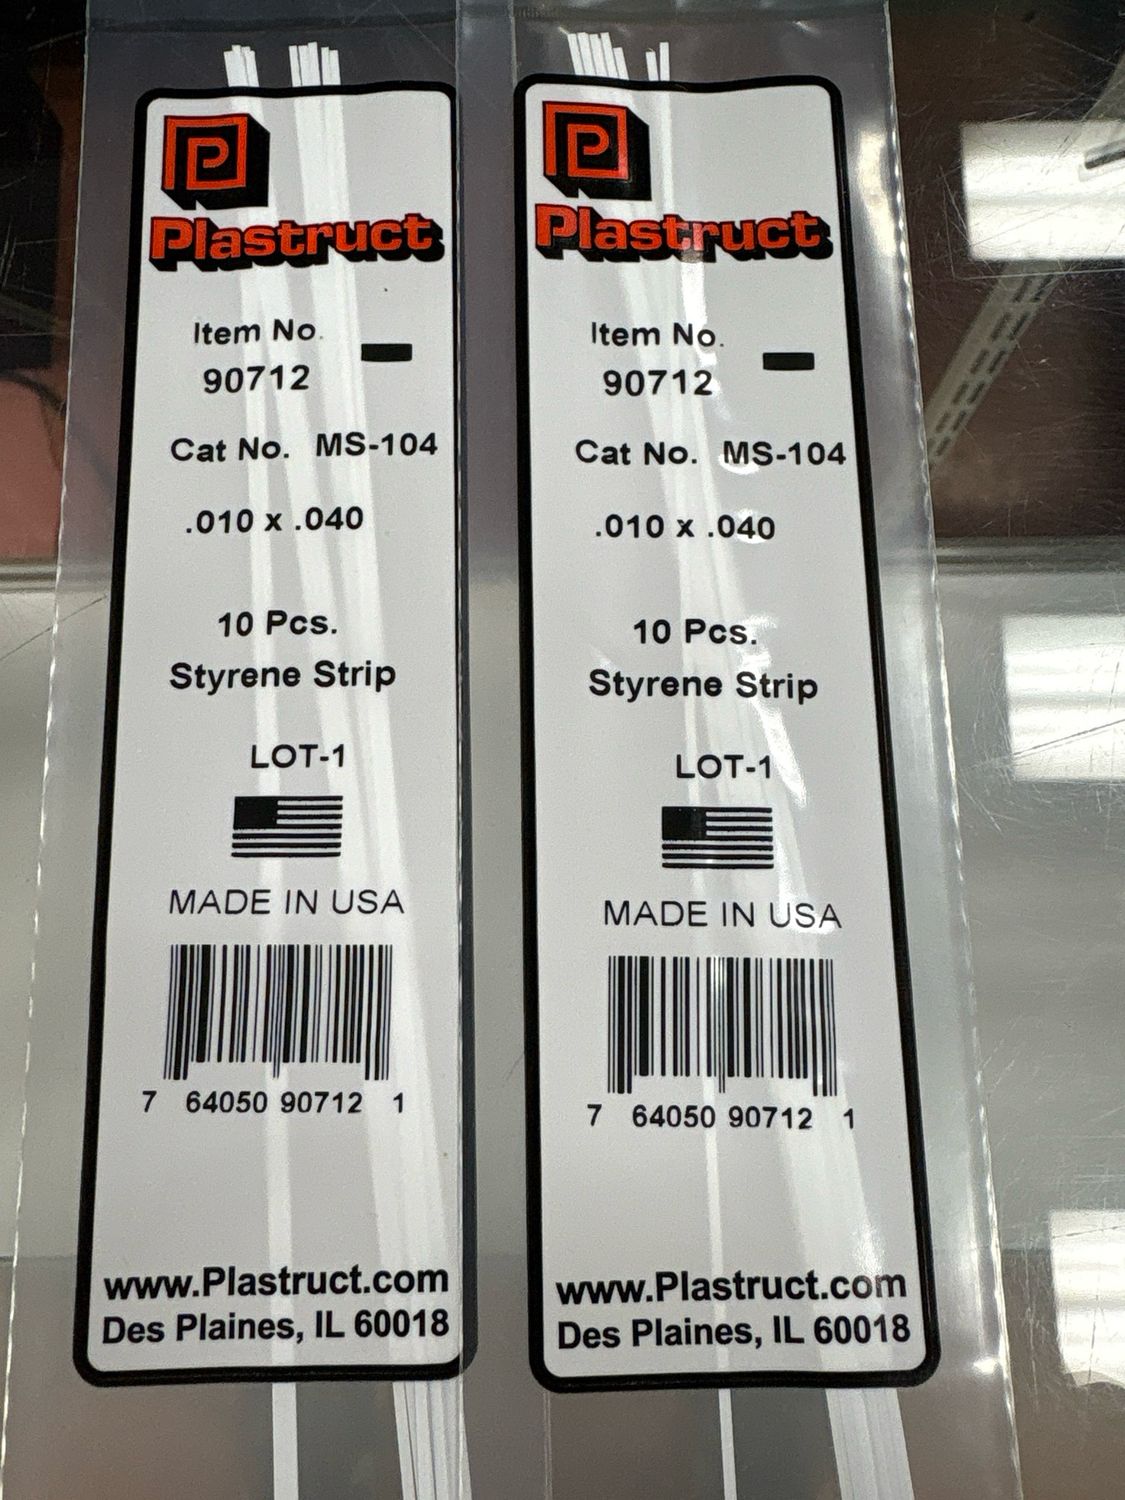 P
Plastruct
Item No.
90712
Cat No. MS-104
.010 x .040
10 Pcs.
Styrene Strip
LOT-1
MADE IN USA
7 64050 90712 1
www.Plastruct.com
Des Plaines, IL 60018
P
Plastruct
Item No.
90712
Cat No. MS-104
.010 x .040
10 Pcs.
Styrene Strip
LOT-1
MADE IN USA
7 64050 90712 1
www.Plastruct.com
Des Plaines, IL 60018